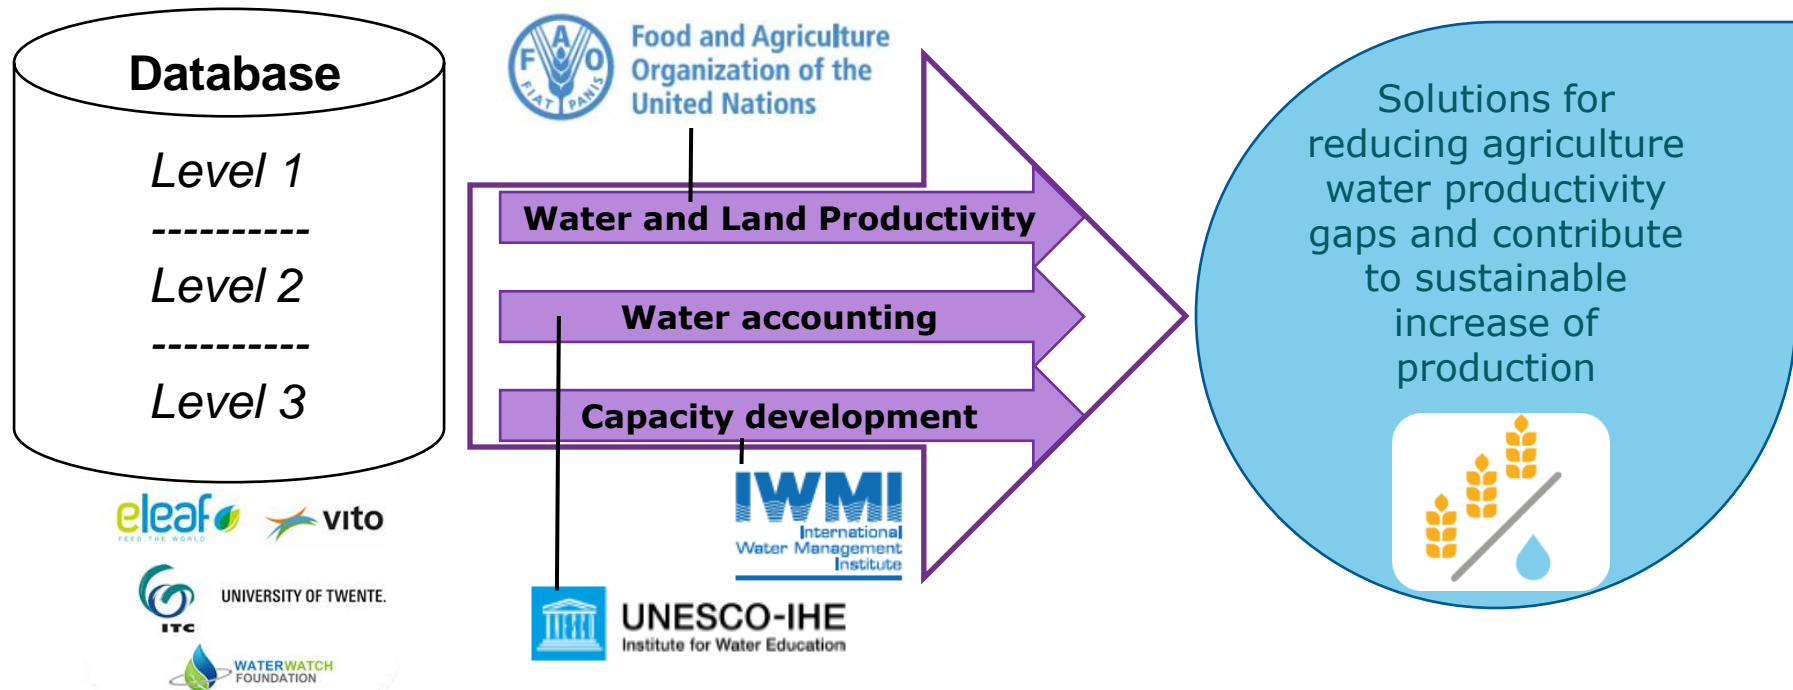 Database
Level 1
----------
Level 2
----------
Level 3
eleaf
FEED THE WORLD
vito
ITC
UNIVERSITY OF TWENTE.
WATERWATCH
FOUNDATION
F A O
FIAT PANIS
Food and Agriculture
Organization of the
United Nations
Water and Land Productivity
Water accounting
Capacity development
IWMI
International
Water Management
Institute
UNESCO
UNESCO-IHE
Institute for Water Education
Solutions for
reducing agriculture
water productivity
gaps and contribute
to sustainable
increase of
production